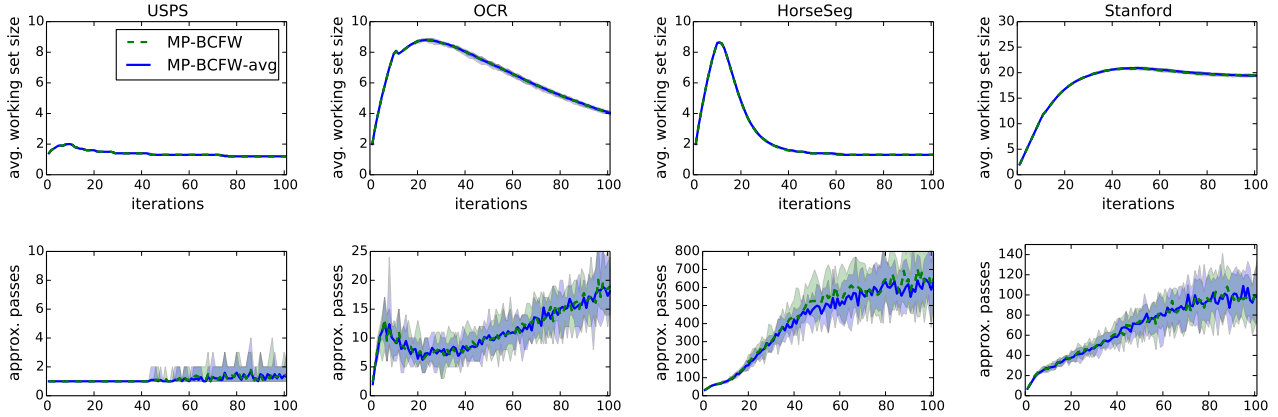 USPS
OCR
HorseSeg
Stanford
MP-BCFW
MP-BCFW-avg
avg. working set size
0 2 4 6 8 10
0 20 40 60 80 100
iterations
avg. working set size
0 2 4 6 8 10
0 20 40 60 80 100
iterations
avg. working set size
0 2 4 6 8 10
0 20 40 60 80 100
iterations
avg. working set size
0 5 10 15 20 25 30
0 20 40 60 80 100
iterations
approx. passes
0 2 4 6 8 10
0 20 40 60 80 100
approx. passes
0 5 10 15 20 25
0 20 40 60 80 100
approx. passes
0 100 200 300 400 500 600 700 800
0 20 40 60 80 100
approx. passes
0 20 40 60 80 100 120 140
0 20 40 60 80 100